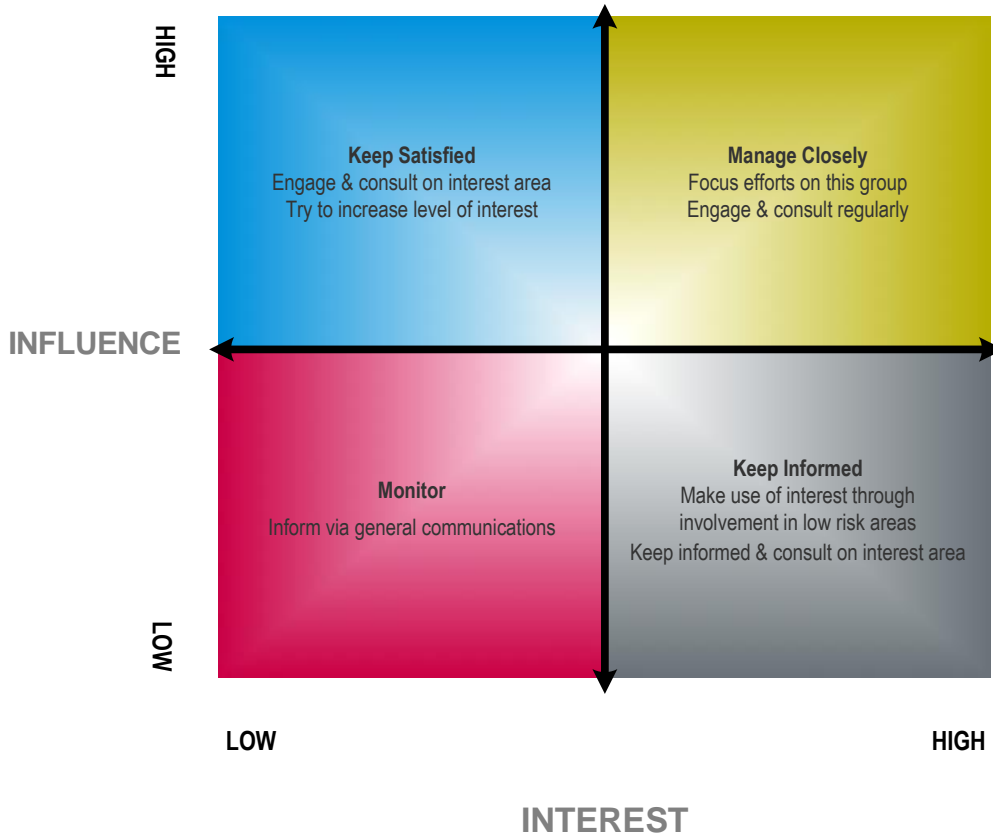 HIGH
Keep Satisfied
Engage & consult on interest area
Try to increase level of interest
Manage Closely
Focus efforts on this group
Engage & consult regularly
INFLUENCE
Monitor
Inform via general communications
Keep Informed
Make use of interest through
involvement in low risk areas
Keep informed & consult on interest area
LOW
LOW
HIGH
INTEREST